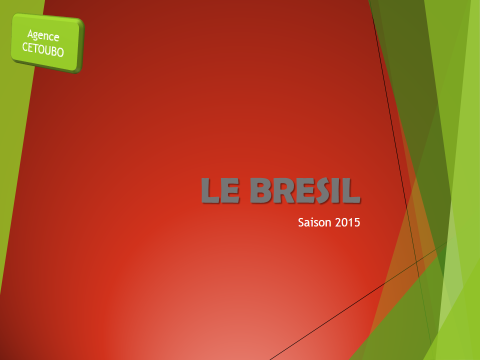 Agence
CETOUBO
LE BRESIL
Saison 2015